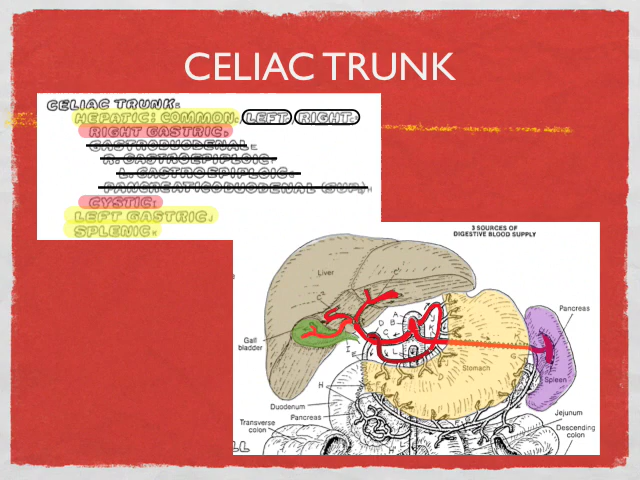 CELIAC TRUNK
CELIAC TRUNK:
HEPATIC: COMMON, LEFT, RIGHT
RIGHT GASTRIC
GASTRODUODENAL
R. GASTROEPIPLOIC
L. GASTROEPIPLOIC
PANCREATICODUODENAL (SUP.)
CYSTIC
LEFT GASTRIC
SPLENIC
3 SOURCES OF
DIGESTIVE BLOOD SUPPLY
Liver
Pancreas
A
D B
C
J
K
L
Gall
bladder
I
E
G
Stomach
Spleen
H
Duodenum
Pancreas
Jejunum
Transverse
colon
Descending
colon